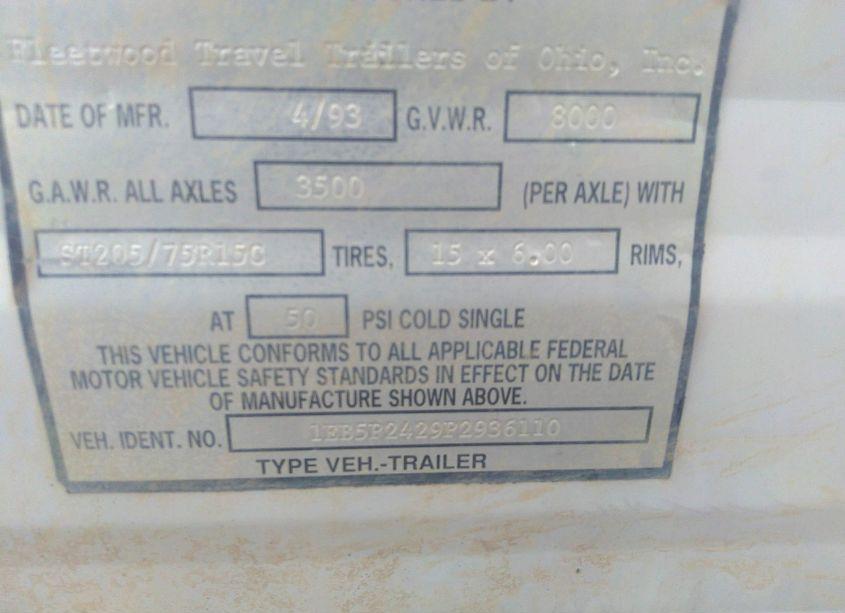 Fleetwood Travel Trailers of Ohio, Inc.
DATE OF MFR. 4/93 G.V.W.R. 8000
G.A.W.R. ALL AXLES 3500 (PER AXLE) WITH
ST205/75R15C TIRES, 15 x 6.00 RIMS,
AT 50 PSI COLD SINGLE
THIS VEHICLE CONFORMS TO ALL APPLICABLE FEDERAL
MOTOR VEHICLE SAFETY STANDARDS IN EFFECT ON THE DATE
OF MANUFACTURE SHOWN ABOVE.
VEH. IDENT. NO. 1EB5P2429P2936110
TYPE VEH.-TRAILER